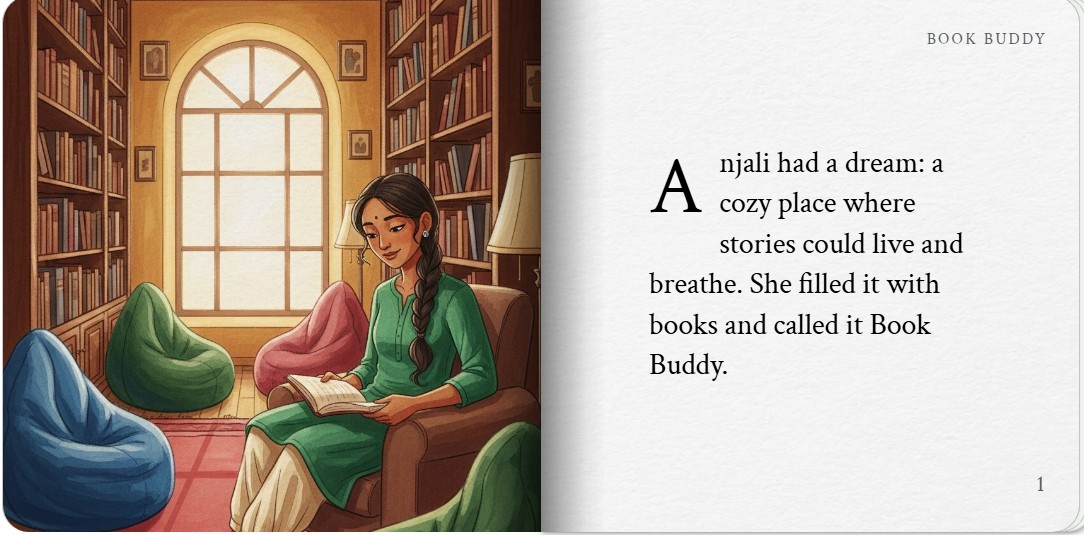 BOOK BUDDY
Anjali had a dream: a
cozy place where
stories could live and
breathe. She filled it with
books and called it Book
Buddy.
1